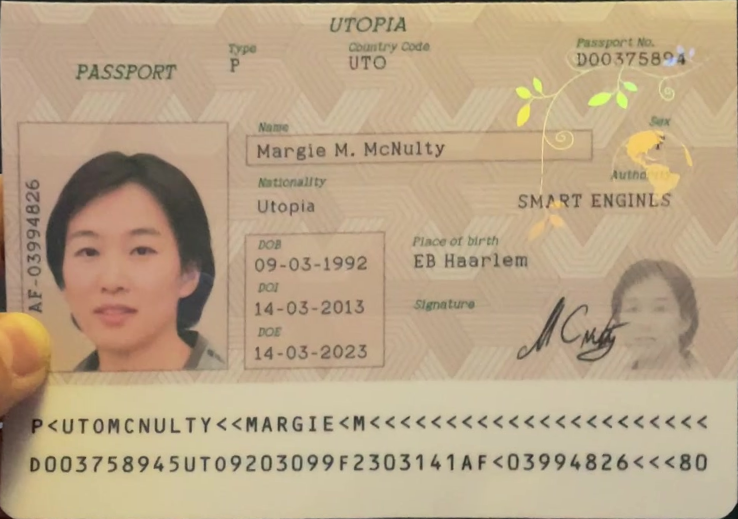 UTOPIA
PASSPORT
Type
P
Country Code
UTO
Passport No.
D00375894
Name
Margie M. McNulty
Sex
F
Nationality
Utopia
Authority
SMART ENGINES
DOB
09-03-1992
DOI
14-03-2013
DOE
14-03-2023
Place of birth
EB Haarlem
Signature
M CNulty
AF-03994826
P<UTOMCNULTY<<MARGIE<M<<<<<<<<<<<<<<<<<<<<<<
D003758945UTO9203099F2303141AF<03994826<<<80